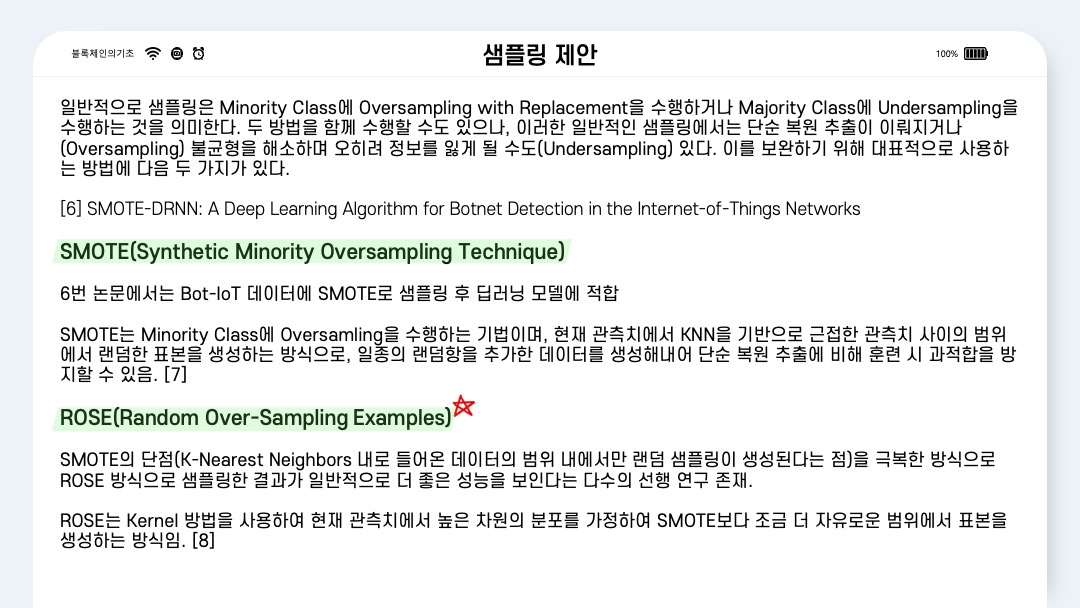 블록체인의기초
샘플링 제안
100%
일반적으로 샘플링은 Minority Class에 Oversampling with Replacement을 수행하거나 Majority Class에 Undersampling을
수행하는 것을 의미한다. 두 방법을 함께 수행할 수도 있으나, 이러한 일반적인 샘플링에서는 단순 복원 추출이 이뤄지거나
(Oversampling) 불균형을 해소하며 오히려 정보를 잃게 될 수도(Undersampling) 있다. 이를 보완하기 위해 대표적으로 사용하
는 방법에 다음 두 가지가 있다.
[6] SMOTE-DRNN: A Deep Learning Algorithm for Botnet Detection in the Internet-of-Things Networks
SMOTE(Synthetic Minority Oversampling Technique)
6번 논문에서는 Bot-IoT 데이터에 SMOTE로 샘플링 후 딥러닝 모델에 적합
SMOTE는 Minority Class에 Oversamling을 수행하는 기법이며, 현재 관측치에서 KNN을 기반으로 근접한 관측치 사이의 범위
에서 랜덤한 표본을 생성하는 방식으로, 일종의 랜덤항을 추가한 데이터를 생성해내어 단순 복원 추출에 비해 훈련 시 과적합을 방
지할 수 있음. [7]
ROSE(Random Over-Sampling Examples)
SMOTE의 단점(K-Nearest Neighbors 내로 들어온 데이터의 범위 내에서만 랜덤 샘플링이 생성된다는 점)을 극복한 방식으로
ROSE 방식으로 샘플링한 결과가 일반적으로 더 좋은 성능을 보인다는 다수의 선행 연구 존재.
ROSE는 Kernel 방법을 사용하여 현재 관측치에서 높은 차원의 분포를 가정하여 SMOTE보다 조금 더 자유로운 범위에서 표본을
생성하는 방식임. [8]